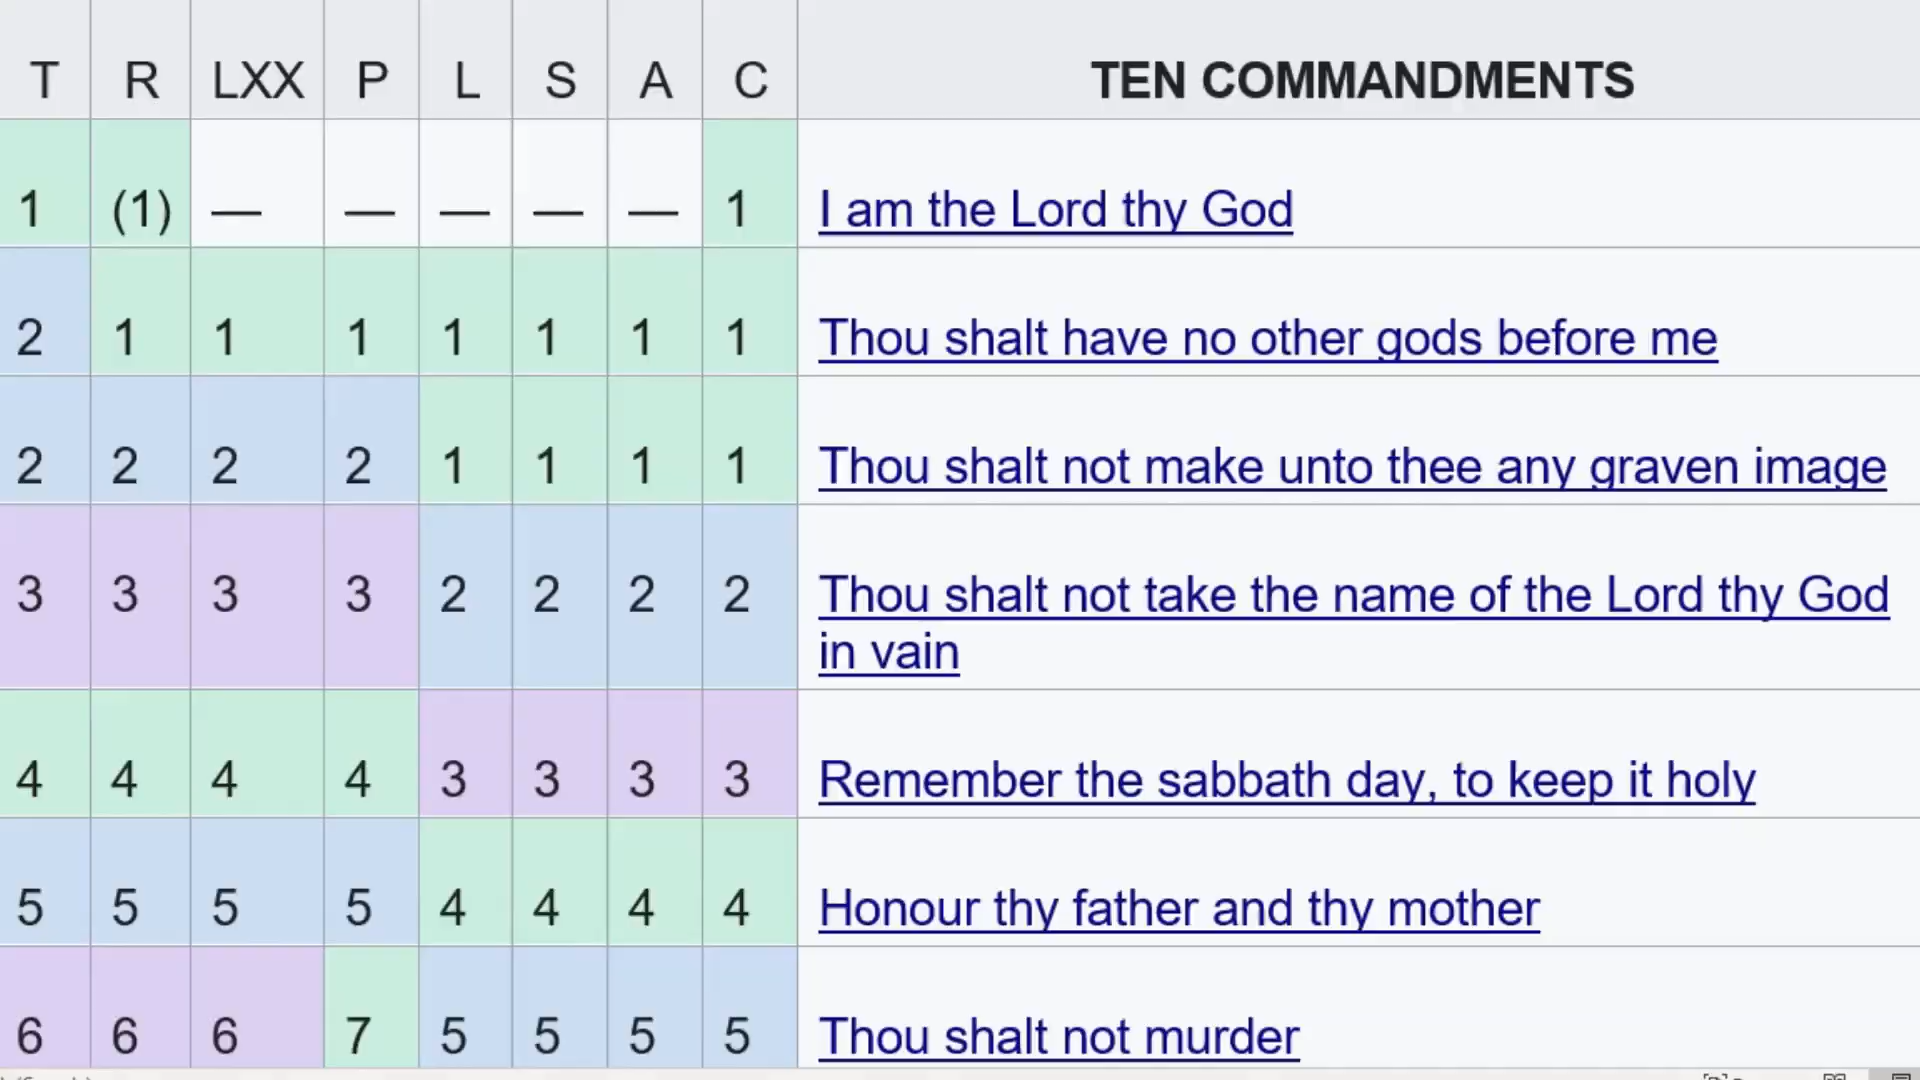 T R LXX P L S A C TEN COMMANDMENTS
1 (1) — — — — — 1 I am the Lord thy God
2 1 1 1 1 1 1 1 Thou shalt have no other gods before me
2 2 2 2 1 1 1 1 Thou shalt not make unto thee any graven image
3 3 3 3 2 2 2 2 Thou shalt not take the name of the Lord thy God
in vain
4 4 4 4 3 3 3 3 Remember the sabbath day, to keep it holy
5 5 5 5 4 4 4 4 Honour thy father and thy mother
6 6 6 7 5 5 5 5 Thou shalt not murder